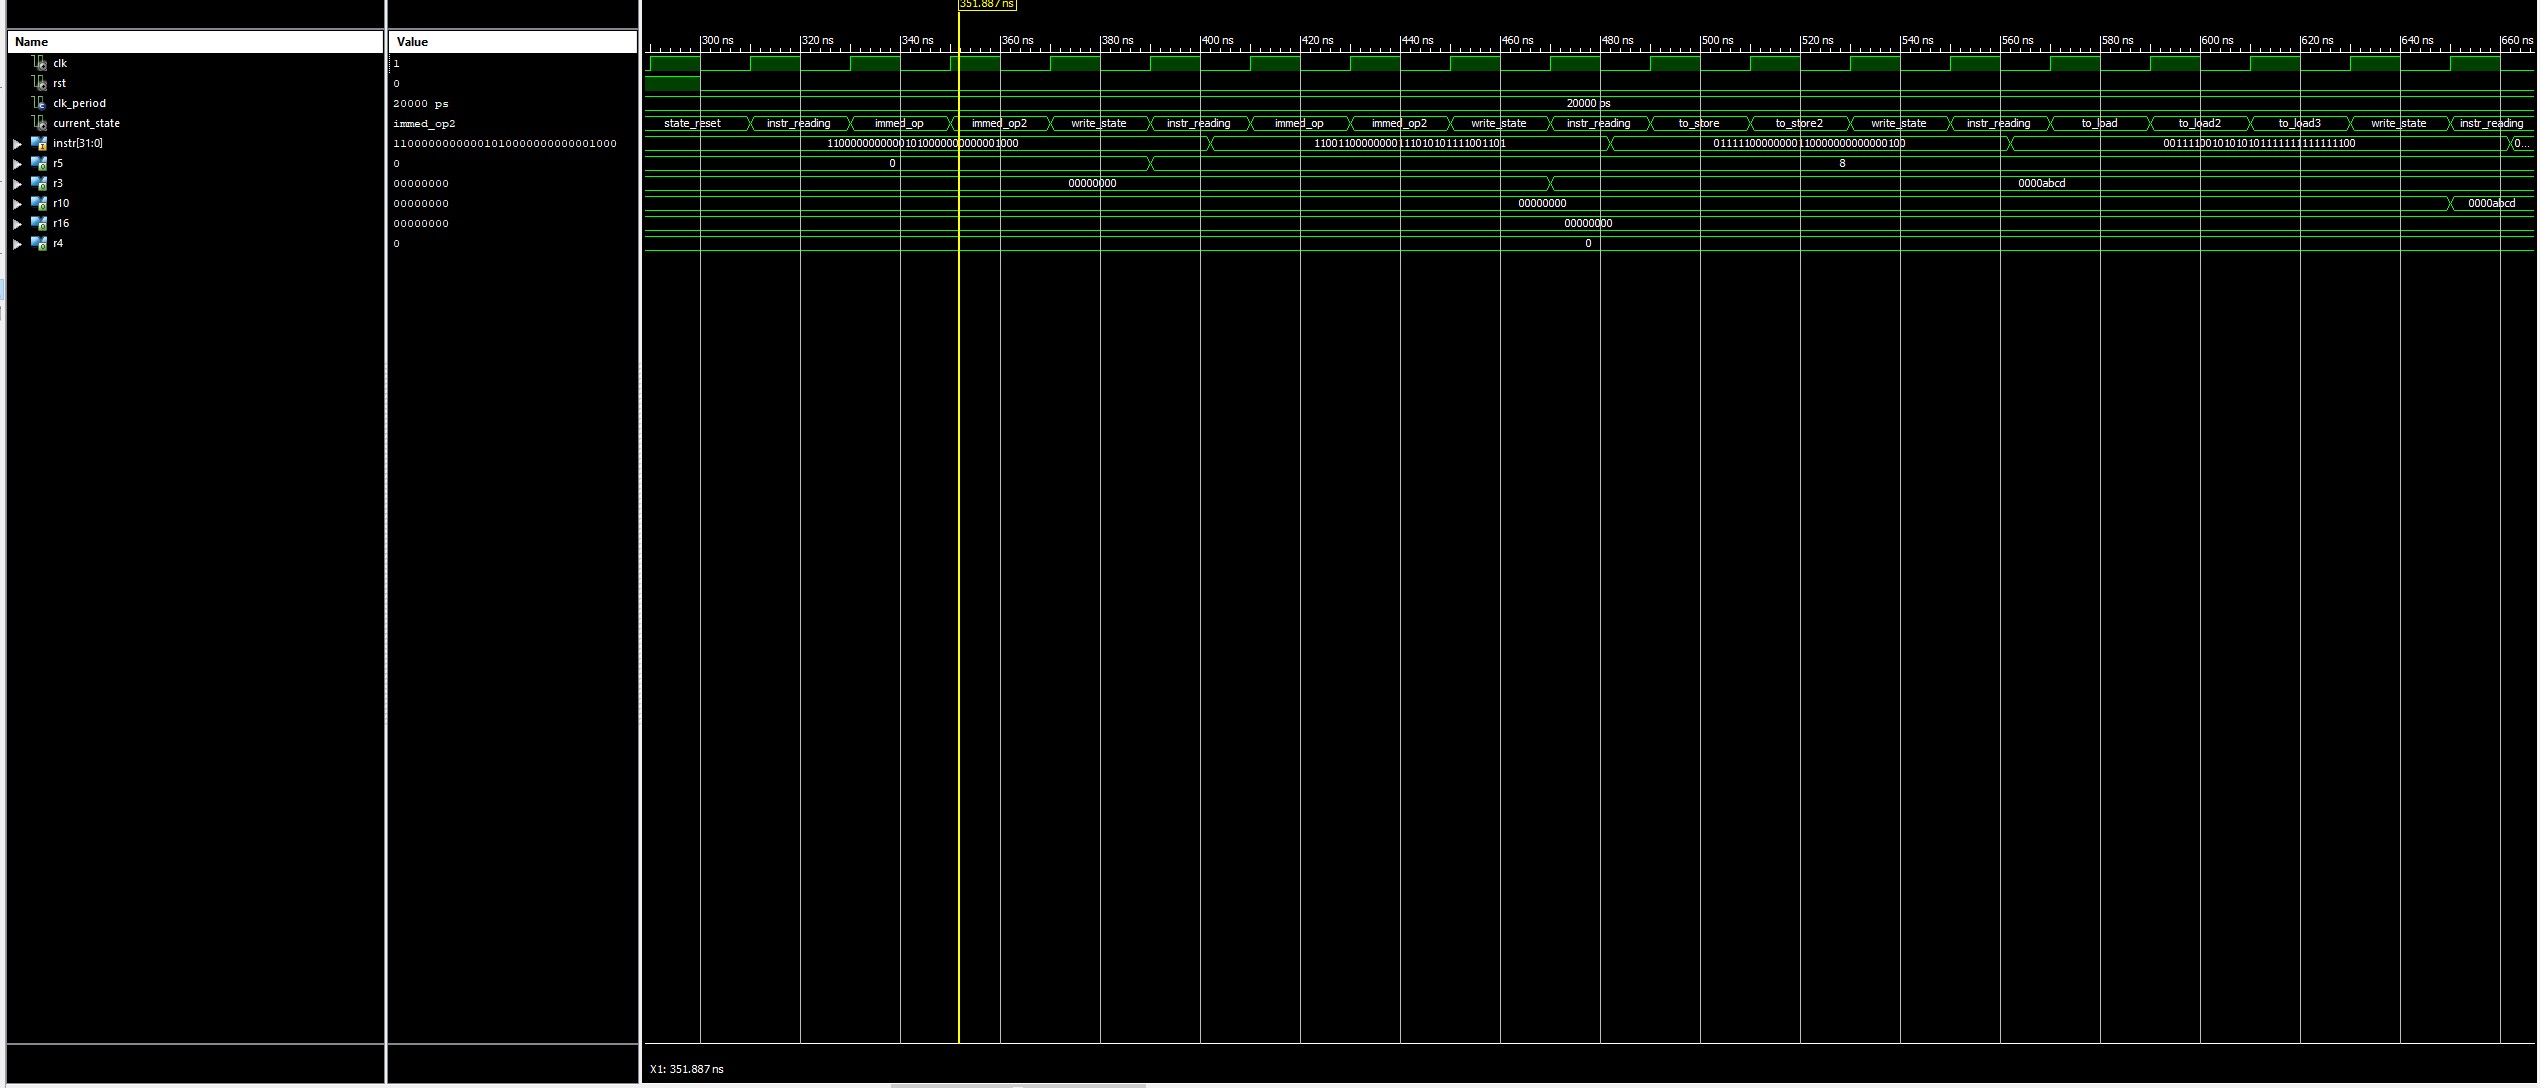 351.887 ns
Name Value
300 ns 320 ns 340 ns 360 ns 380 ns 400 ns 420 ns 440 ns 460 ns 480 ns 500 ns 520 ns 540 ns 560 ns 580 ns 600 ns 620 ns 640 ns 660 ns
clk 1
rst 0
clk_period 20000 ps 20000 ps
current_state immed_op2 state_reset instr_reading immed_op immed_op2 write_state instr_reading immed_op immed_op2 write_state instr_reading to_store to_store2 write_state instr_reading to_load to_load2 to_load3 write_state instr_reading
instr[31:0] 11000000000001010000000000001000 11000000000001010000000000001000 11001100000000111010101111001101 01111100000000110000000000000100 00111100101010101111111111111100 0...
r5 0 0 8
r3 00000000 00000000 0000abcd
r10 00000000 00000000 0000abcd
r16 00000000 00000000
r4 0 0
X1: 351.887 ns